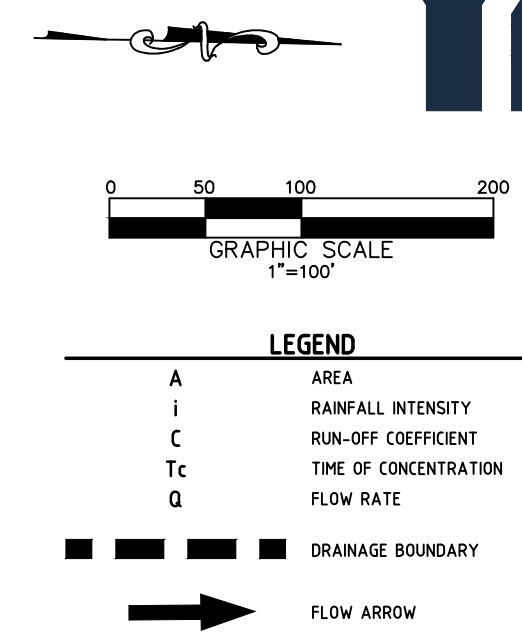 0 50 100 200
GRAPHIC SCALE
1"=100'
LEGEND
A AREA
i RAINFALL INTENSITY
C RUN-OFF COEFFICIENT
Tc TIME OF CONCENTRATION
Q FLOW RATE
DRAINAGE BOUNDARY
FLOW ARROW